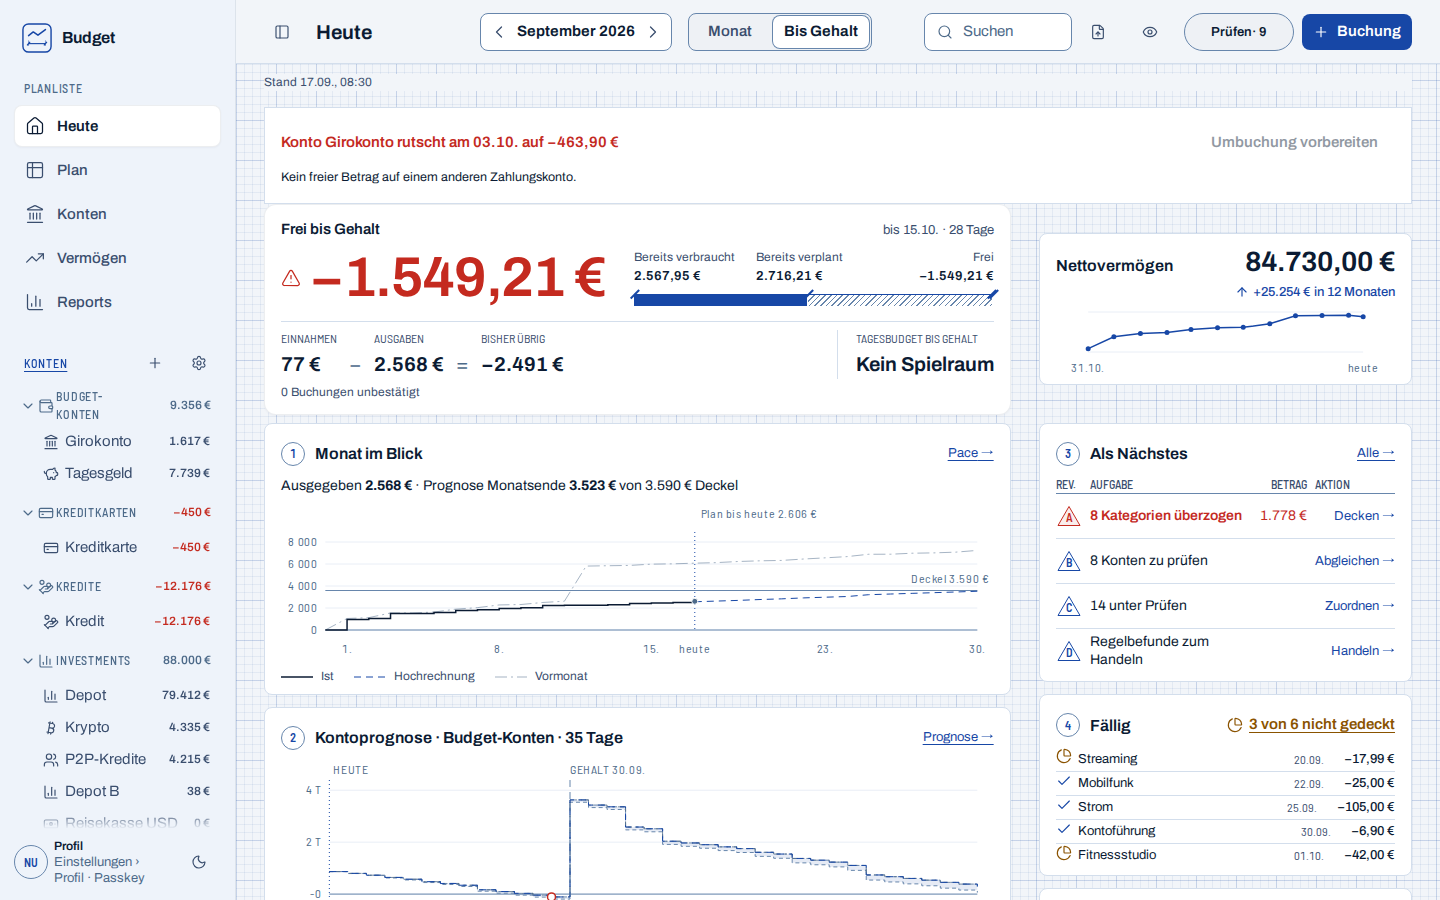 Budget
PLANLISTE
Heute
Plan
Konten
Vermögen
Reports
KONTEN
BUDGET-
KONTEN
9.356 €
Girokonto 1.617 €
Tagesgeld 7.739 €
KREDITKARTEN −450 €
Kreditkarte −450 €
KREDITE −12.176 €
Kredit −12.176 €
INVESTMENTS 88.000 €
Depot 79.412 €
Krypto 4.335 €
P2P-Kredite 4.215 €
Depot B 38 €
Reisekasse USD 0 €
NU
Profil
Einstellungen ›
Profil · Passkey
Heute
September 2026
Monat Bis Gehalt
Suchen
Prüfen· 9
Buchung
Stand 17.09., 08:30
Konto Girokonto rutscht am 03.10. auf −463,90 €
Umbuchung vorbereiten
Kein freier Betrag auf einem anderen Zahlungskonto.
Frei bis Gehalt
bis 15.10. · 28 Tage
−1.549,21 €
Bereits verbraucht Bereits verplant Frei
2.567,95 € 2.716,21 € −1.549,21 €
EINNAHMEN AUSGABEN BISHER ÜBRIG
77 € − 2.568 € = −2.491 €
TAGESBUDGET BIS GEHALT
Kein Spielraum
0 Buchungen unbestätigt
Nettovermögen
84.730,00 €
+25.254 € in 12 Monaten
31.10. heute
1 Monat im Blick
Pace →
Ausgegeben 2.568 € · Prognose Monatsende 3.523 € von 3.590 € Deckel
Plan bis heute 2.606 €
8 000
6 000
4 000
2 000
0
Deckel 3.590 €
1. 8. 15. heute 23. 30.
Ist Hochrechnung Vormonat
2 Kontoprognose · Budget-Konten · 35 Tage
Prognose →
HEUTE GEHALT 30.09.
4 T
2 T
-0
3 Als Nächstes
Alle →
REV. AUFGABE BETRAG AKTION
A 8 Kategorien überzogen 1.778 € Decken →
B 8 Konten zu prüfen Abgleichen →
C 14 unter Prüfen Zuordnen →
D Regelbefunde zum
Handeln
Handeln →
4 Fällig
3 von 6 nicht gedeckt
Streaming 20.09. −17,99 €
Mobilfunk 22.09. −25,00 €
Strom 25.09. −105,00 €
Kontoführung 30.09. −6,90 €
Fitnessstudio 01.10. −42,00 €